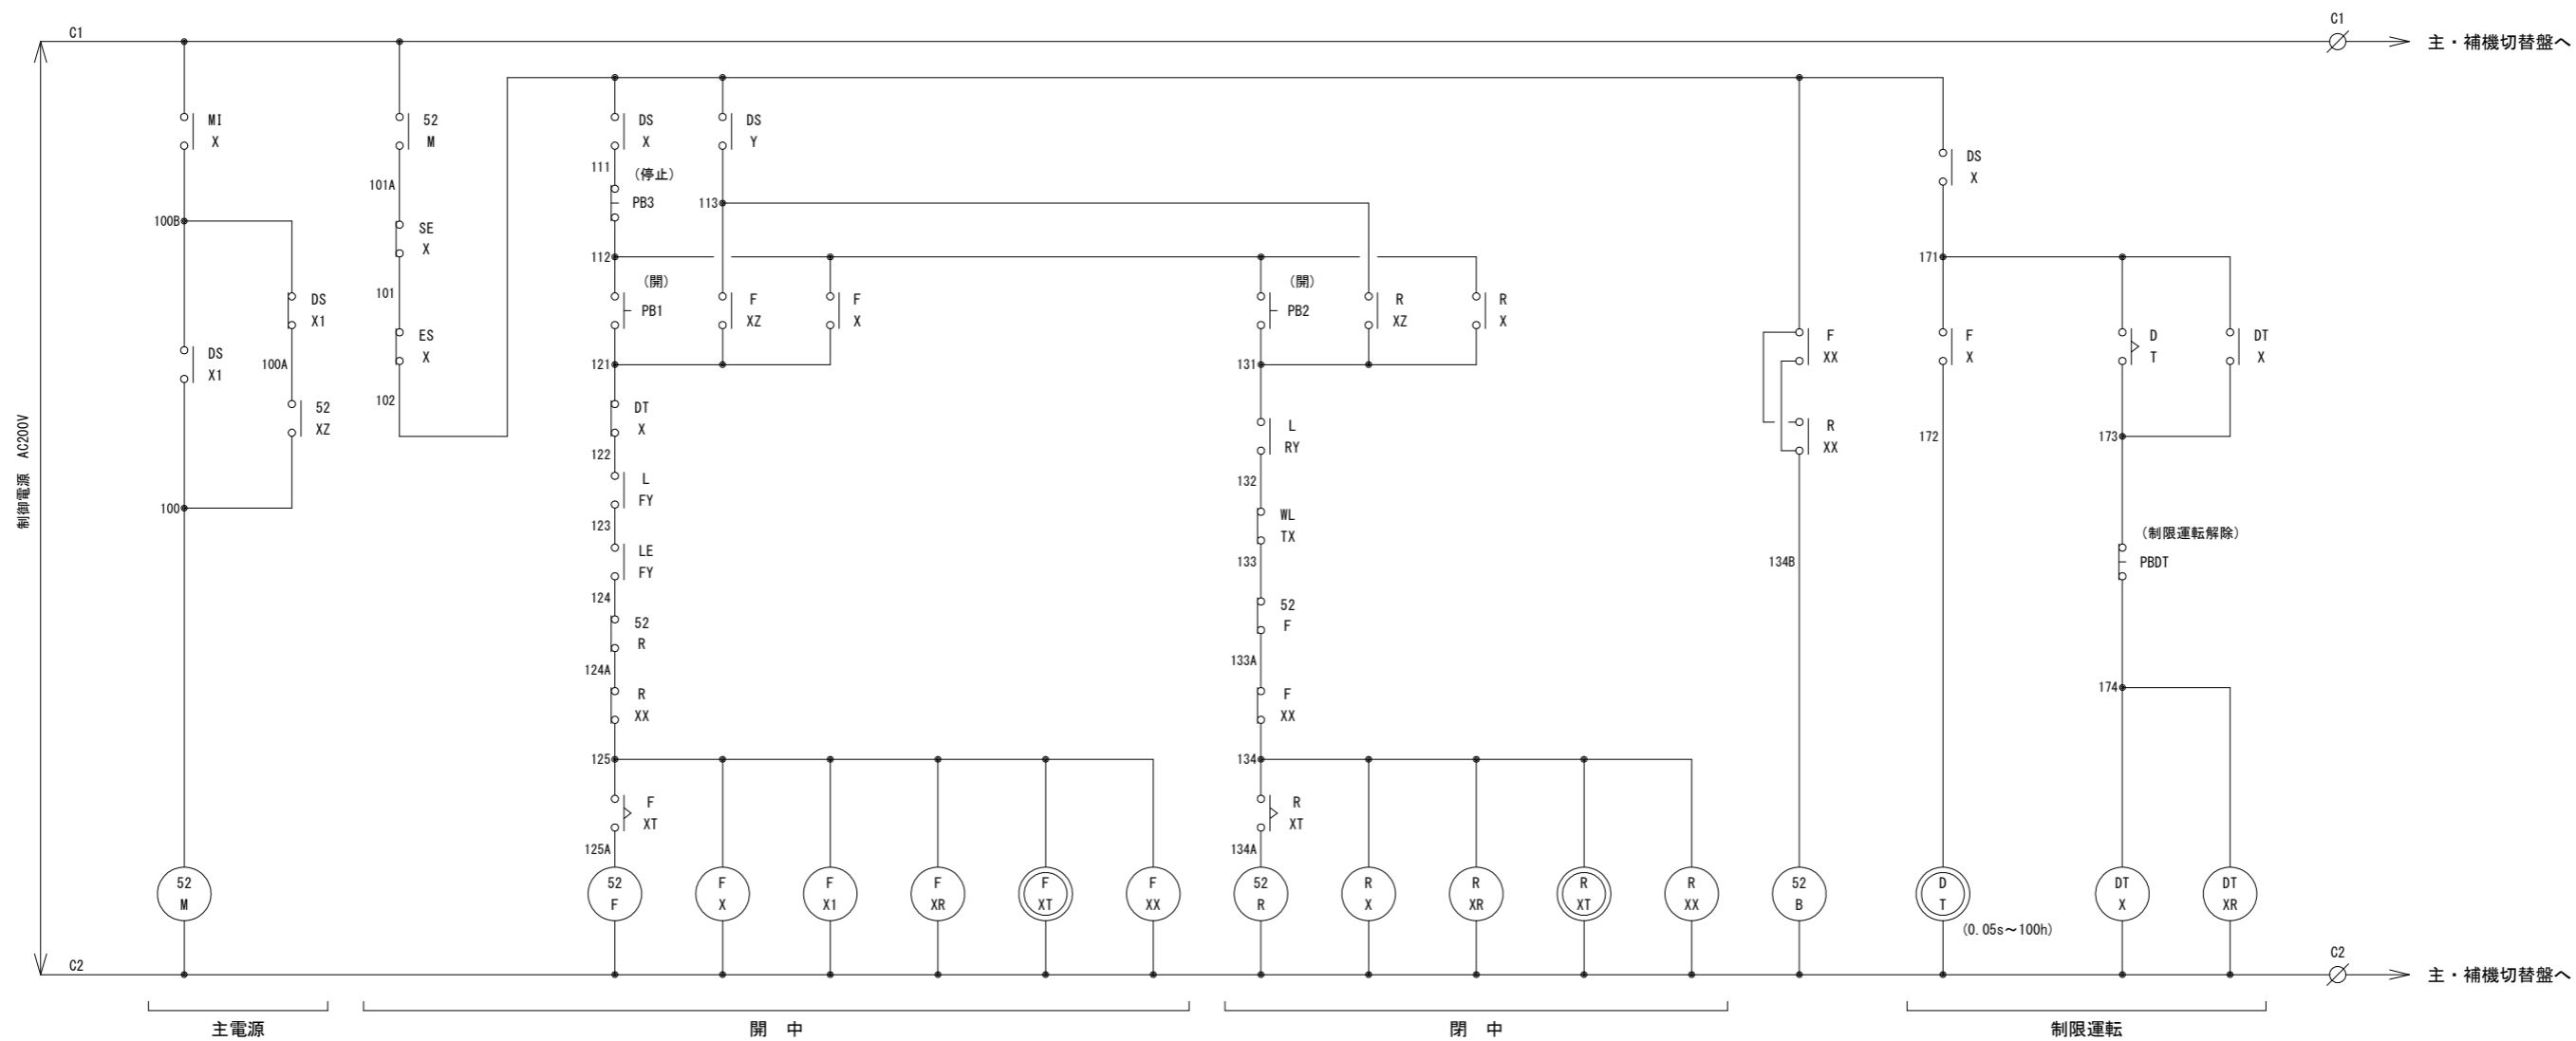 C1
C1
主・補機切替盤へ
制御電源 AC200V
MI
X
100B
DS
X1
DS
X1
100A
52
XZ
100
52
M
52
M
101A
SE
X
101
ES
X
102
DS
X
111
(停止)
PB3
112
(開)
PB1
DS
Y
113
F
XZ
F
X
121
DT
X
122
L
FY
123
LE
FY
124
52
R
124A
R
XX
125
F
XT
125A
52
F
F
X
F
X1
F
XR
F
XT
F
XX
(開)
PB2
R
XZ
R
X
131
L
RY
132
WL
TX
133
52
F
133A
F
XX
134
R
XT
134A
52
R
R
X
R
XR
R
XT
R
XX
F
XX
R
XX
134B
52
B
DS
X
171
F
X
172
D
T
(0.05s～100h)
D
T
DT
X
173
(制限運転解除)
PBDT
174
DT
X
DT
XR
C2
C2
主・補機切替盤へ
主電源
開 中
閉 中
制限運転